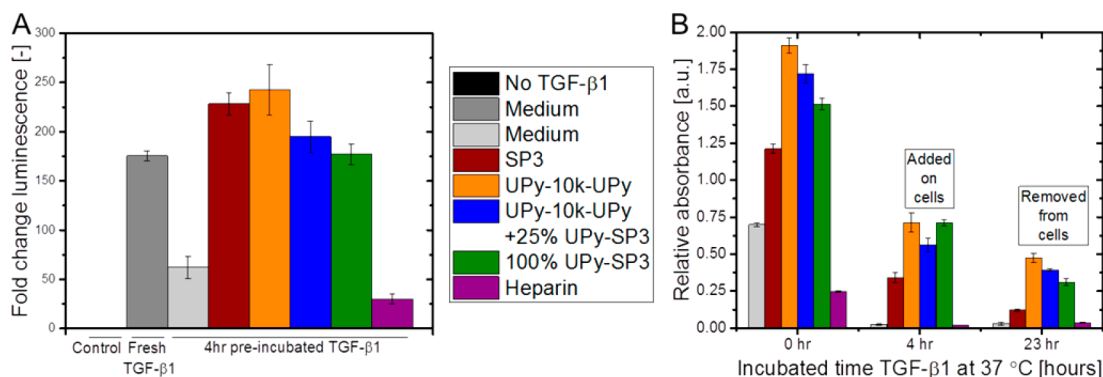 A
Fold change luminescence [-]
300
250
200
150
100
50
0
Control
Fresh
TGF-β1
4hr pre-incubated TGF-β1
No TGF-β1
Medium
Medium
SP3
UPy-10k-UPy
UPy-10k-UPy
+25% UPy-SP3
100% UPy-SP3
Heparin
B
Relative absorbance [a.u.]
2.00
1.75
1.50
1.25
1.00
0.75
0.50
0.25
0.00
Added
on
cells
Removed
from
cells
0 hr
4 hr
23 hr
Incubated time TGF-β1 at 37 °C [hours]